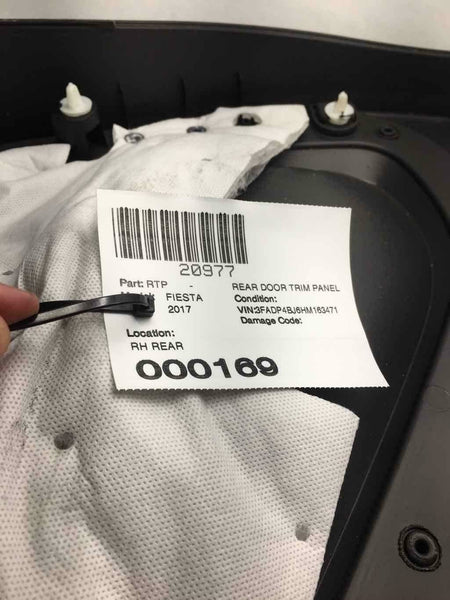 20977
Part: RTP - REAR DOOR TRIM PANEL
FIESTA Condition:
2017 VIN:3FADP4BJ6HM163471
Damage Code:
Location:
RH REAR
000169